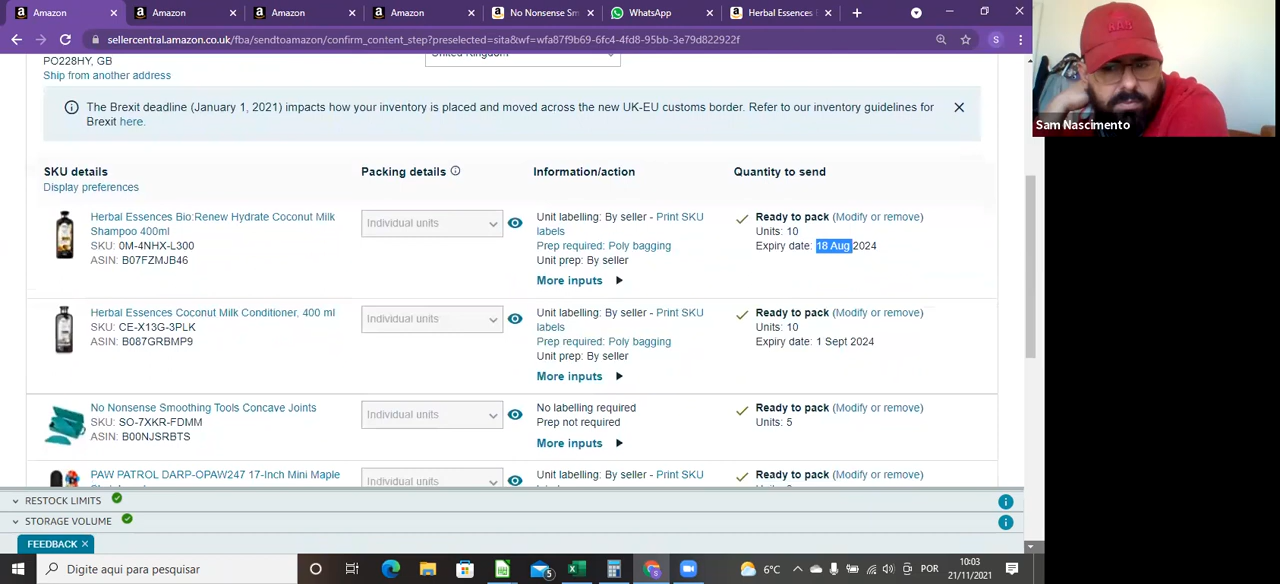 Amazon
Amazon
Amazon
Amazon
No Nonsense Sm
WhatsApp
Herbal Essences
sellercentral.amazon.co.uk/fba/sendtoamazon/confirm_content_step?preselected=sita&wf=wfa87f9b69-6fc4-4fd8-95bb-3e79d822922f
S
PO228HY, GB
Ship from another address
The Brexit deadline (January 1, 2021) impacts how your inventory is placed and moved across the new UK-EU customs border. Refer to our inventory guidelines for
Brexit here.
SKU details
Display preferences
Packing details
Information/action
Quantity to send
Herbal Essences Bio:Renew Hydrate Coconut Milk
Shampoo 400ml
SKU: 0M-4NHX-L300
ASIN: B07FZMJB46
Individual units
Unit labelling: By seller - Print SKU
labels
Prep required: Poly bagging
Unit prep: By seller
More inputs
Ready to pack (Modify or remove)
Units: 10
Expiry date: 18 Aug 2024
Herbal Essences Coconut Milk Conditioner, 400 ml
SKU: CE-X13G-3PLK
ASIN: B087GRBMP9
Individual units
Unit labelling: By seller - Print SKU
labels
Prep required: Poly bagging
Unit prep: By seller
More inputs
Ready to pack (Modify or remove)
Units: 10
Expiry date: 1 Sept 2024
No Nonsense Smoothing Tools Concave Joints
SKU: SO-7XKR-FDMM
ASIN: B00NJSRBTS
Individual units
No labelling required
Prep not required
More inputs
Ready to pack (Modify or remove)
Units: 5
PAW PATROL DARP-OPAW247 17-Inch Mini Maple
Individual units
Unit labelling: By seller - Print SKU
Ready to pack (Modify or remove)
RESTOCK LIMITS
STORAGE VOLUME
FEEDBACK
Digite aqui para pesquisar
5
6°C
POR
10:03
21/11/2021
Sam Nascimento